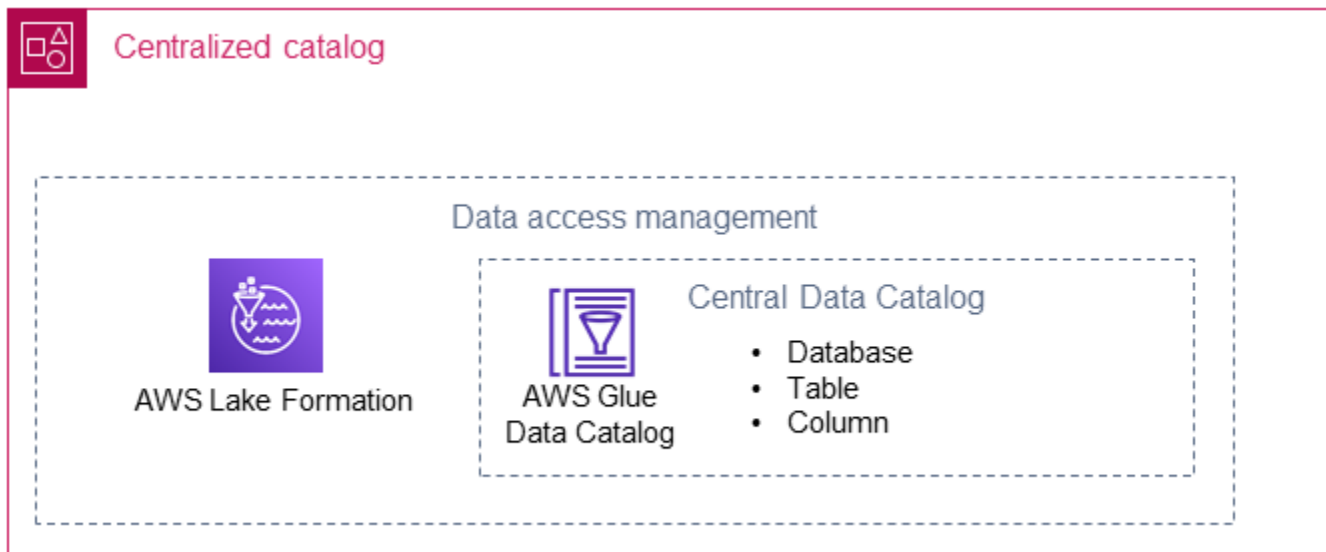 Centralized catalog
Data access management
Central Data Catalog
• Database
• Table
• Column
AWS Lake Formation
AWS Glue
Data Catalog